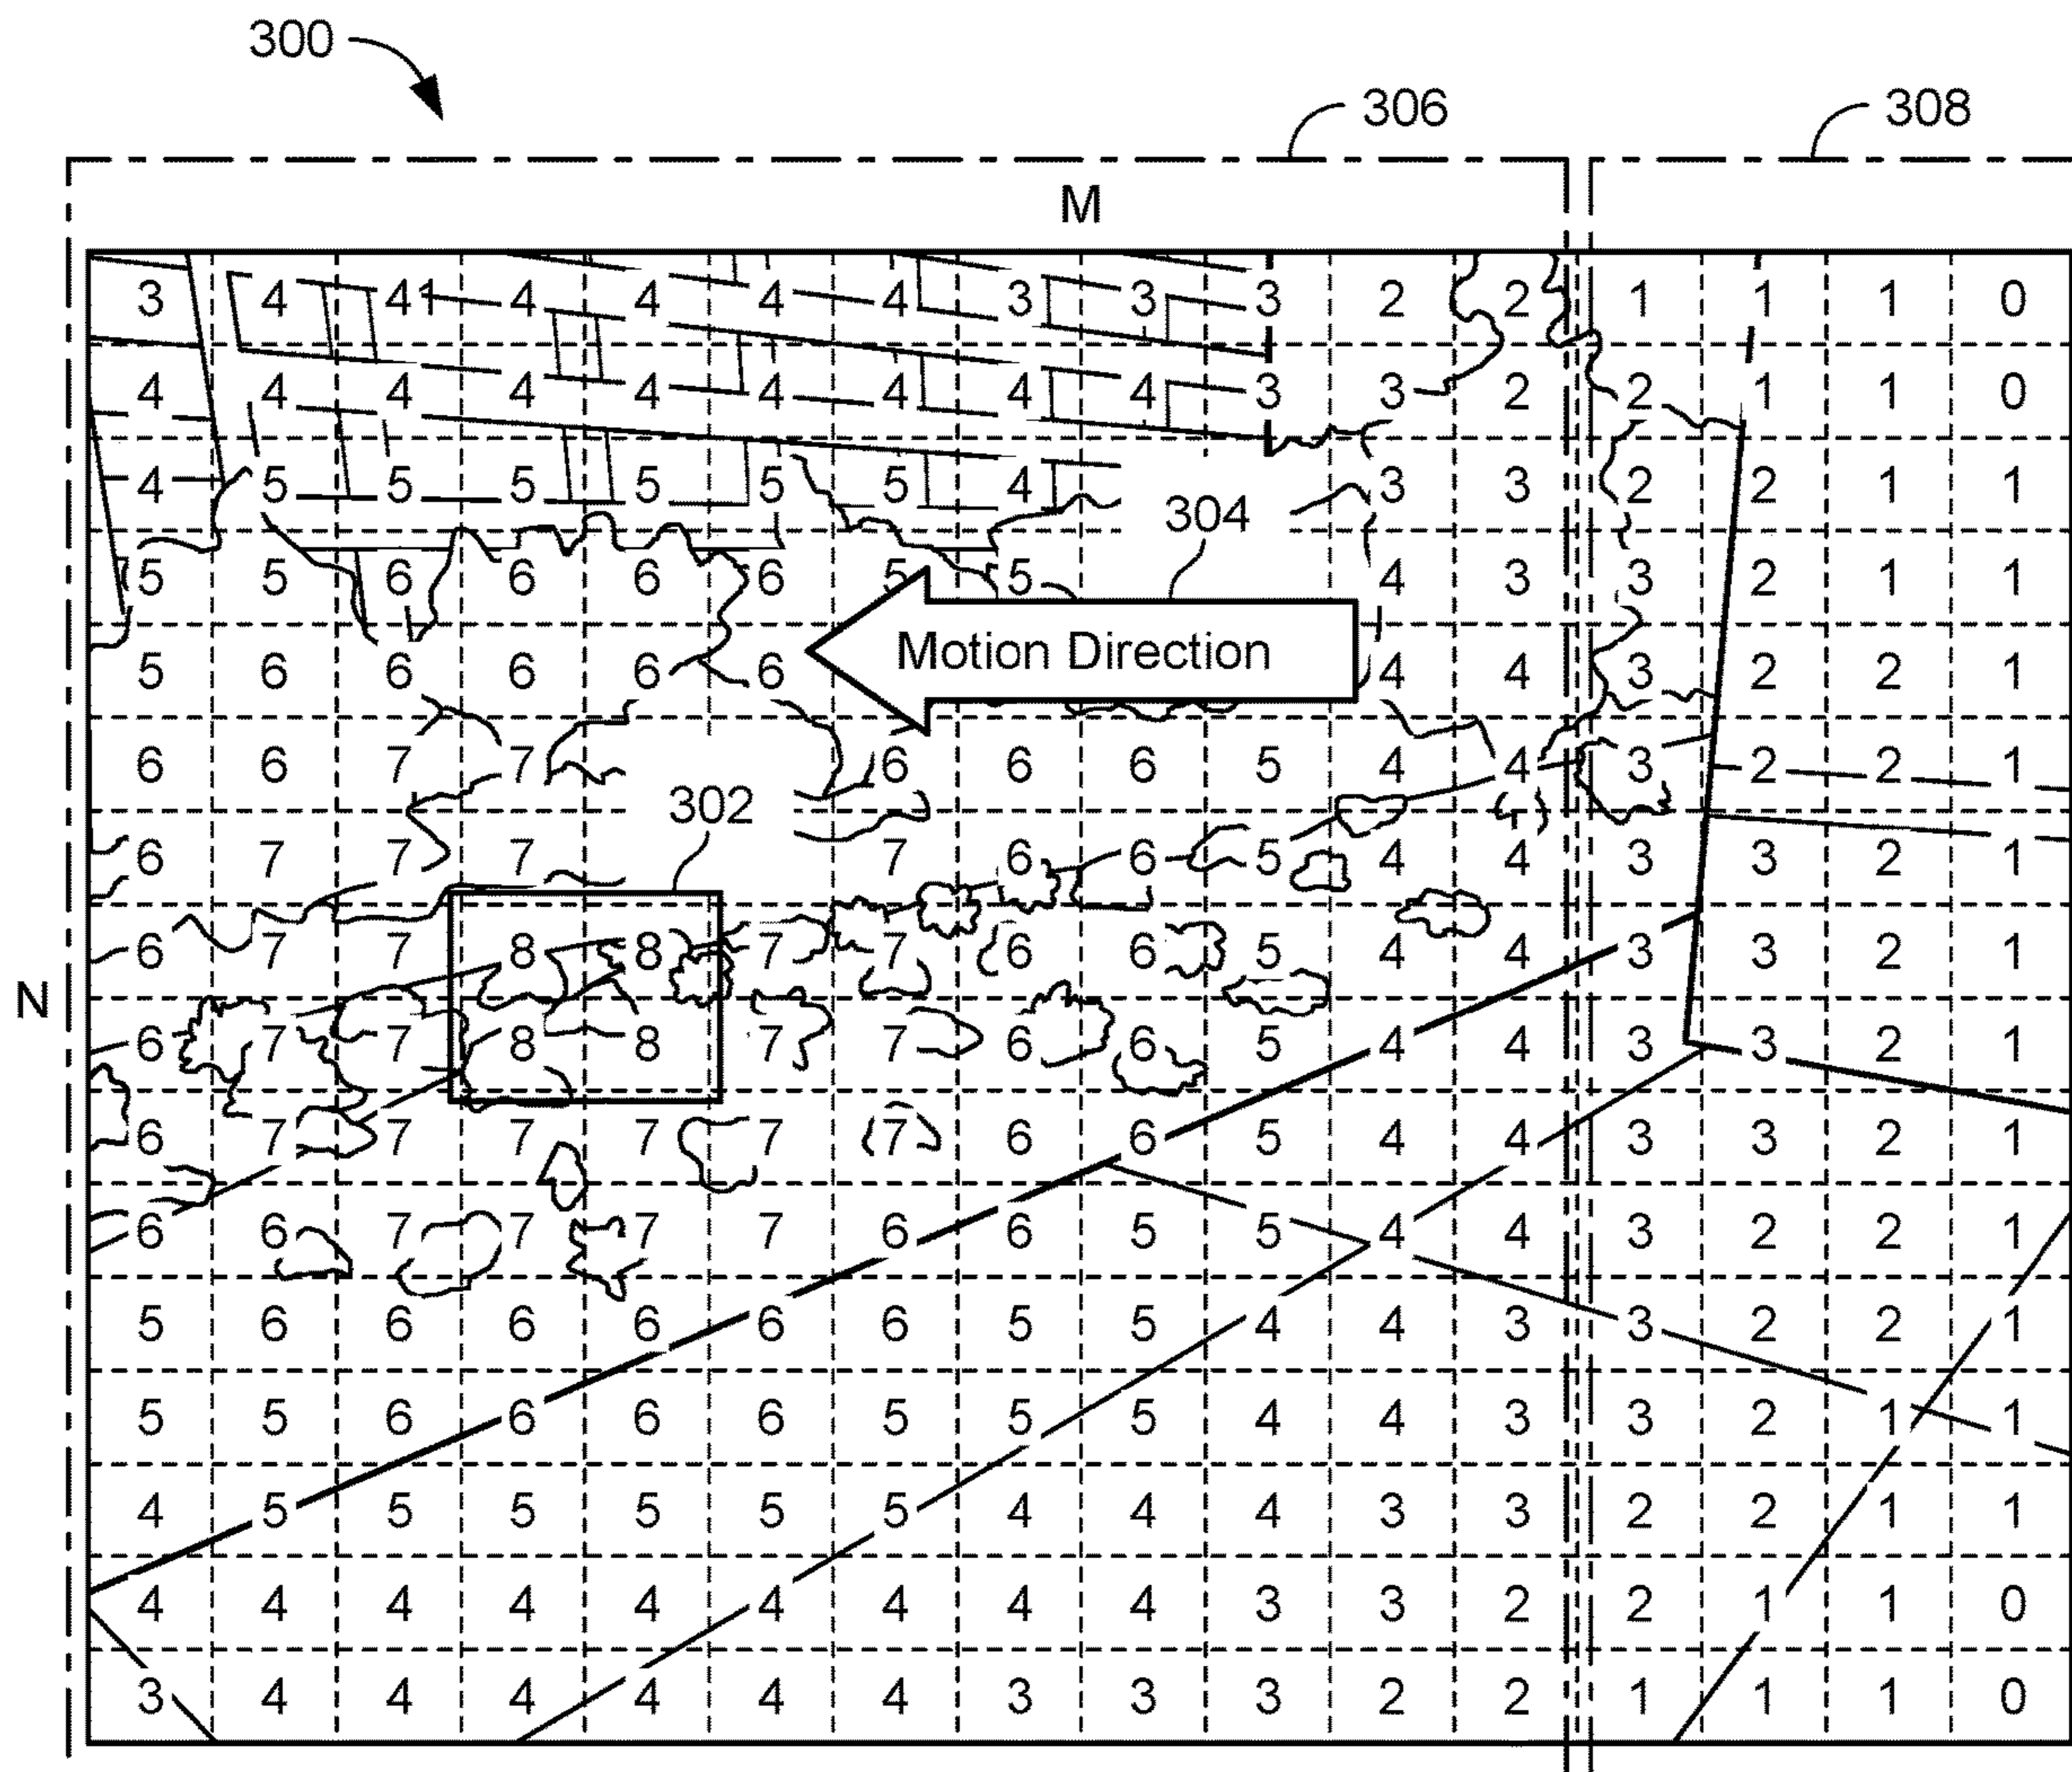 300
306
308
M
3 4 41 4 4 4 4 3 3 3 2 2 1 1 1 0
4 4 4 4 4 4 4 4 4 3 3 2 2 1 1 0
4 5 5 5 5 5 5 4 3 3 2 2 1 1
304
5 5 6 6 6 6 5 5 4 3 3 2 1 1
Motion Direction
5 6 6 6 6 6 4 4 3 2 2 1
6 6 7 7 6 6 6 5 4 4 3 2 2 1
302
6 7 7 7 7 6 6 5 4 4 3 3 2 1
6 7 7 8 8 7 7 6 6 5 4 4 3 3 2 1
N
6 7 7 8 8 7 7 6 6 5 4 4 3 3 2 1
6 7 7 7 7 7 7 6 6 5 4 4 3 3 2 1
6 6 7 7 7 7 6 6 5 5 4 4 3 2 2 1
5 6 6 6 6 6 6 5 5 4 4 3 3 2 2 1
5 5 6 6 6 6 5 5 5 4 4 3 3 2 1 1
4 5 5 5 5 5 5 4 4 4 3 3 2 2 1 1
4 4 4 4 4 4 4 4 4 3 3 2 2 1 1 0
3 4 4 4 4 4 4 3 3 3 2 2 1 1 1 0